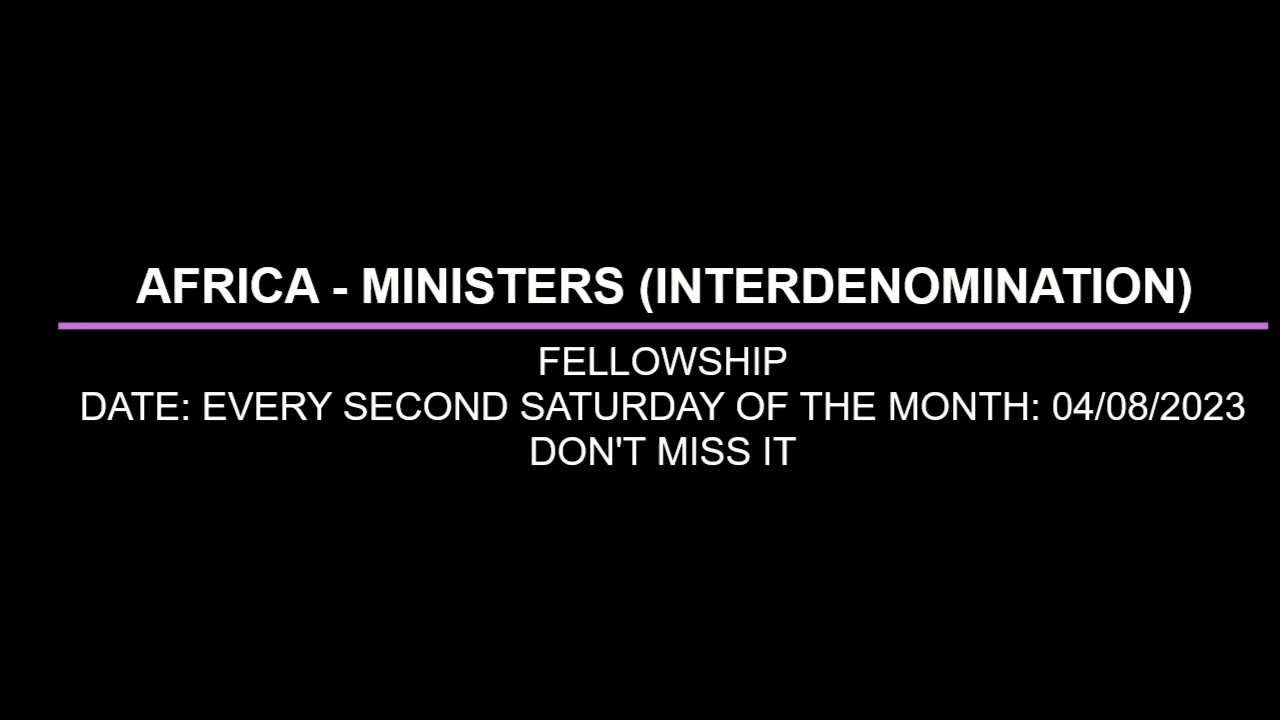 AFRICA - MINISTERS (INTERDENOMINATION)
FELLOWSHIP
DATE: EVERY SECOND SATURDAY OF THE MONTH: 04/08/2023
DON'T MISS IT